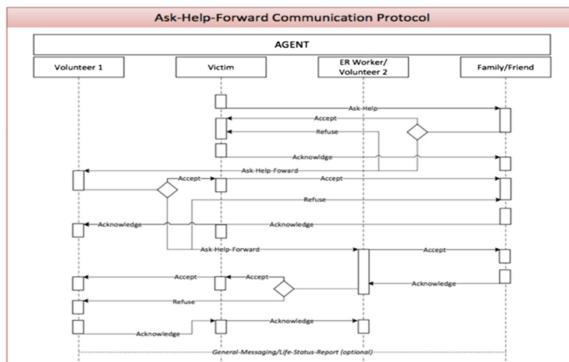 Ask-Help-Forward Communication Protocol
AGENT
Volunteer 1
Victim
ER Worker/
Volunteer 2
Family/Friend
Ask-Help
Accept
Refuse
Acknowldge
Ask Help Foward
Accept
Accept
Refuse
Acknowledge
Acknowledge
Ask Help-Forward
Accept
Accept
Accept
Acknowledge
Refuse
Acknowledge
Acknowledge
General-Messaging/Life-Status-Report (optional)